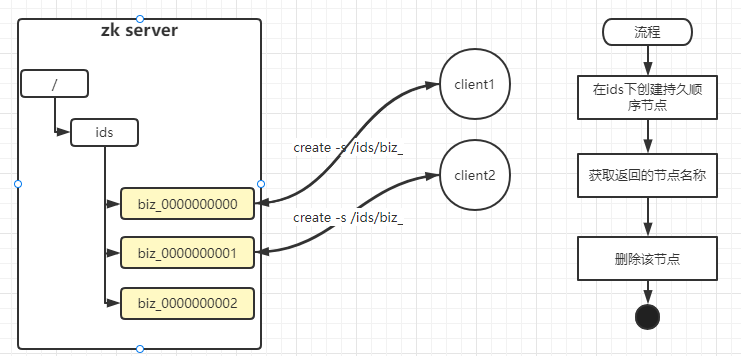 zk server
/
ids
biz_0000000000
biz_0000000001
biz_0000000002
create -s /ids/biz_
create -s /ids/biz_
client1
client2
流程
在ids下创建持久顺
序节点
获取返回的节点名称
删除该节点